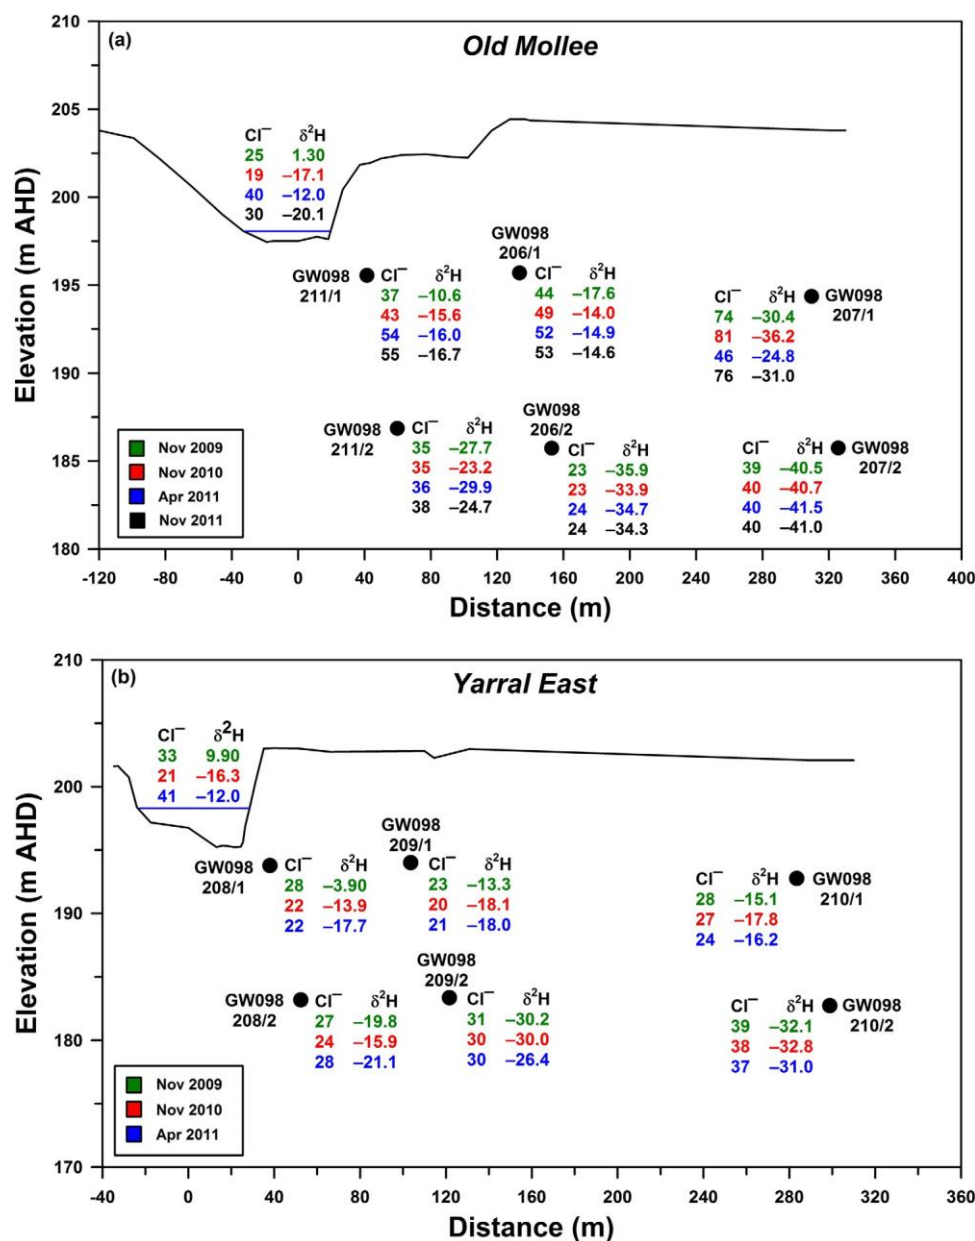 (a)
Old Mollee
Elevation (m AHD)
210
205
200
195
190
185
180
Cl⁻ δ²H
25 1.30
19 –17.1
40 –12.0
30 –20.1
GW098
211/1
Cl⁻ δ²H
37 –10.6
43 –15.6
54 –16.0
55 –16.7
GW098
206/1
Cl⁻ δ²H
44 –17.6
49 –14.0
52 –14.9
53 –14.6
GW098
207/1
Cl⁻ δ²H
74 –30.4
81 –36.2
46 –24.8
76 –31.0
GW098
211/2
Cl⁻ δ²H
35 –27.7
35 –23.2
36 –29.9
38 –24.7
GW098
206/2
Cl⁻ δ²H
23 –35.9
23 –33.9
24 –34.7
24 –34.3
GW098
207/2
Cl⁻ δ²H
39 –40.5
40 –40.7
40 –41.5
40 –41.0
Nov 2009
Nov 2010
Apr 2011
Nov 2011
-120 -80 -40 0 40 80 120 160 200 240 280 320 360 400
Distance (m)
(b)
Yarral East
Elevation (m AHD)
210
200
190
180
170
Cl⁻ δ²H
33 9.90
21 –16.3
41 –12.0
GW098
208/1
Cl⁻ δ²H
28 –3.90
22 –13.9
22 –17.7
GW098
209/1
Cl⁻ δ²H
23 –13.3
20 –18.1
21 –18.0
GW098
210/1
Cl⁻ δ²H
28 –15.1
27 –17.8
24 –16.2
GW098
208/2
Cl⁻ δ²H
27 –19.8
24 –15.9
28 –21.1
GW098
209/2
Cl⁻ δ²H
31 –30.2
30 –30.0
30 –26.4
GW098
210/2
Cl⁻ δ²H
39 –32.1
38 –32.8
37 –31.0
Nov 2009
Nov 2010
Apr 2011
-40 0 40 80 120 160 200 240 280 320 360
Distance (m)